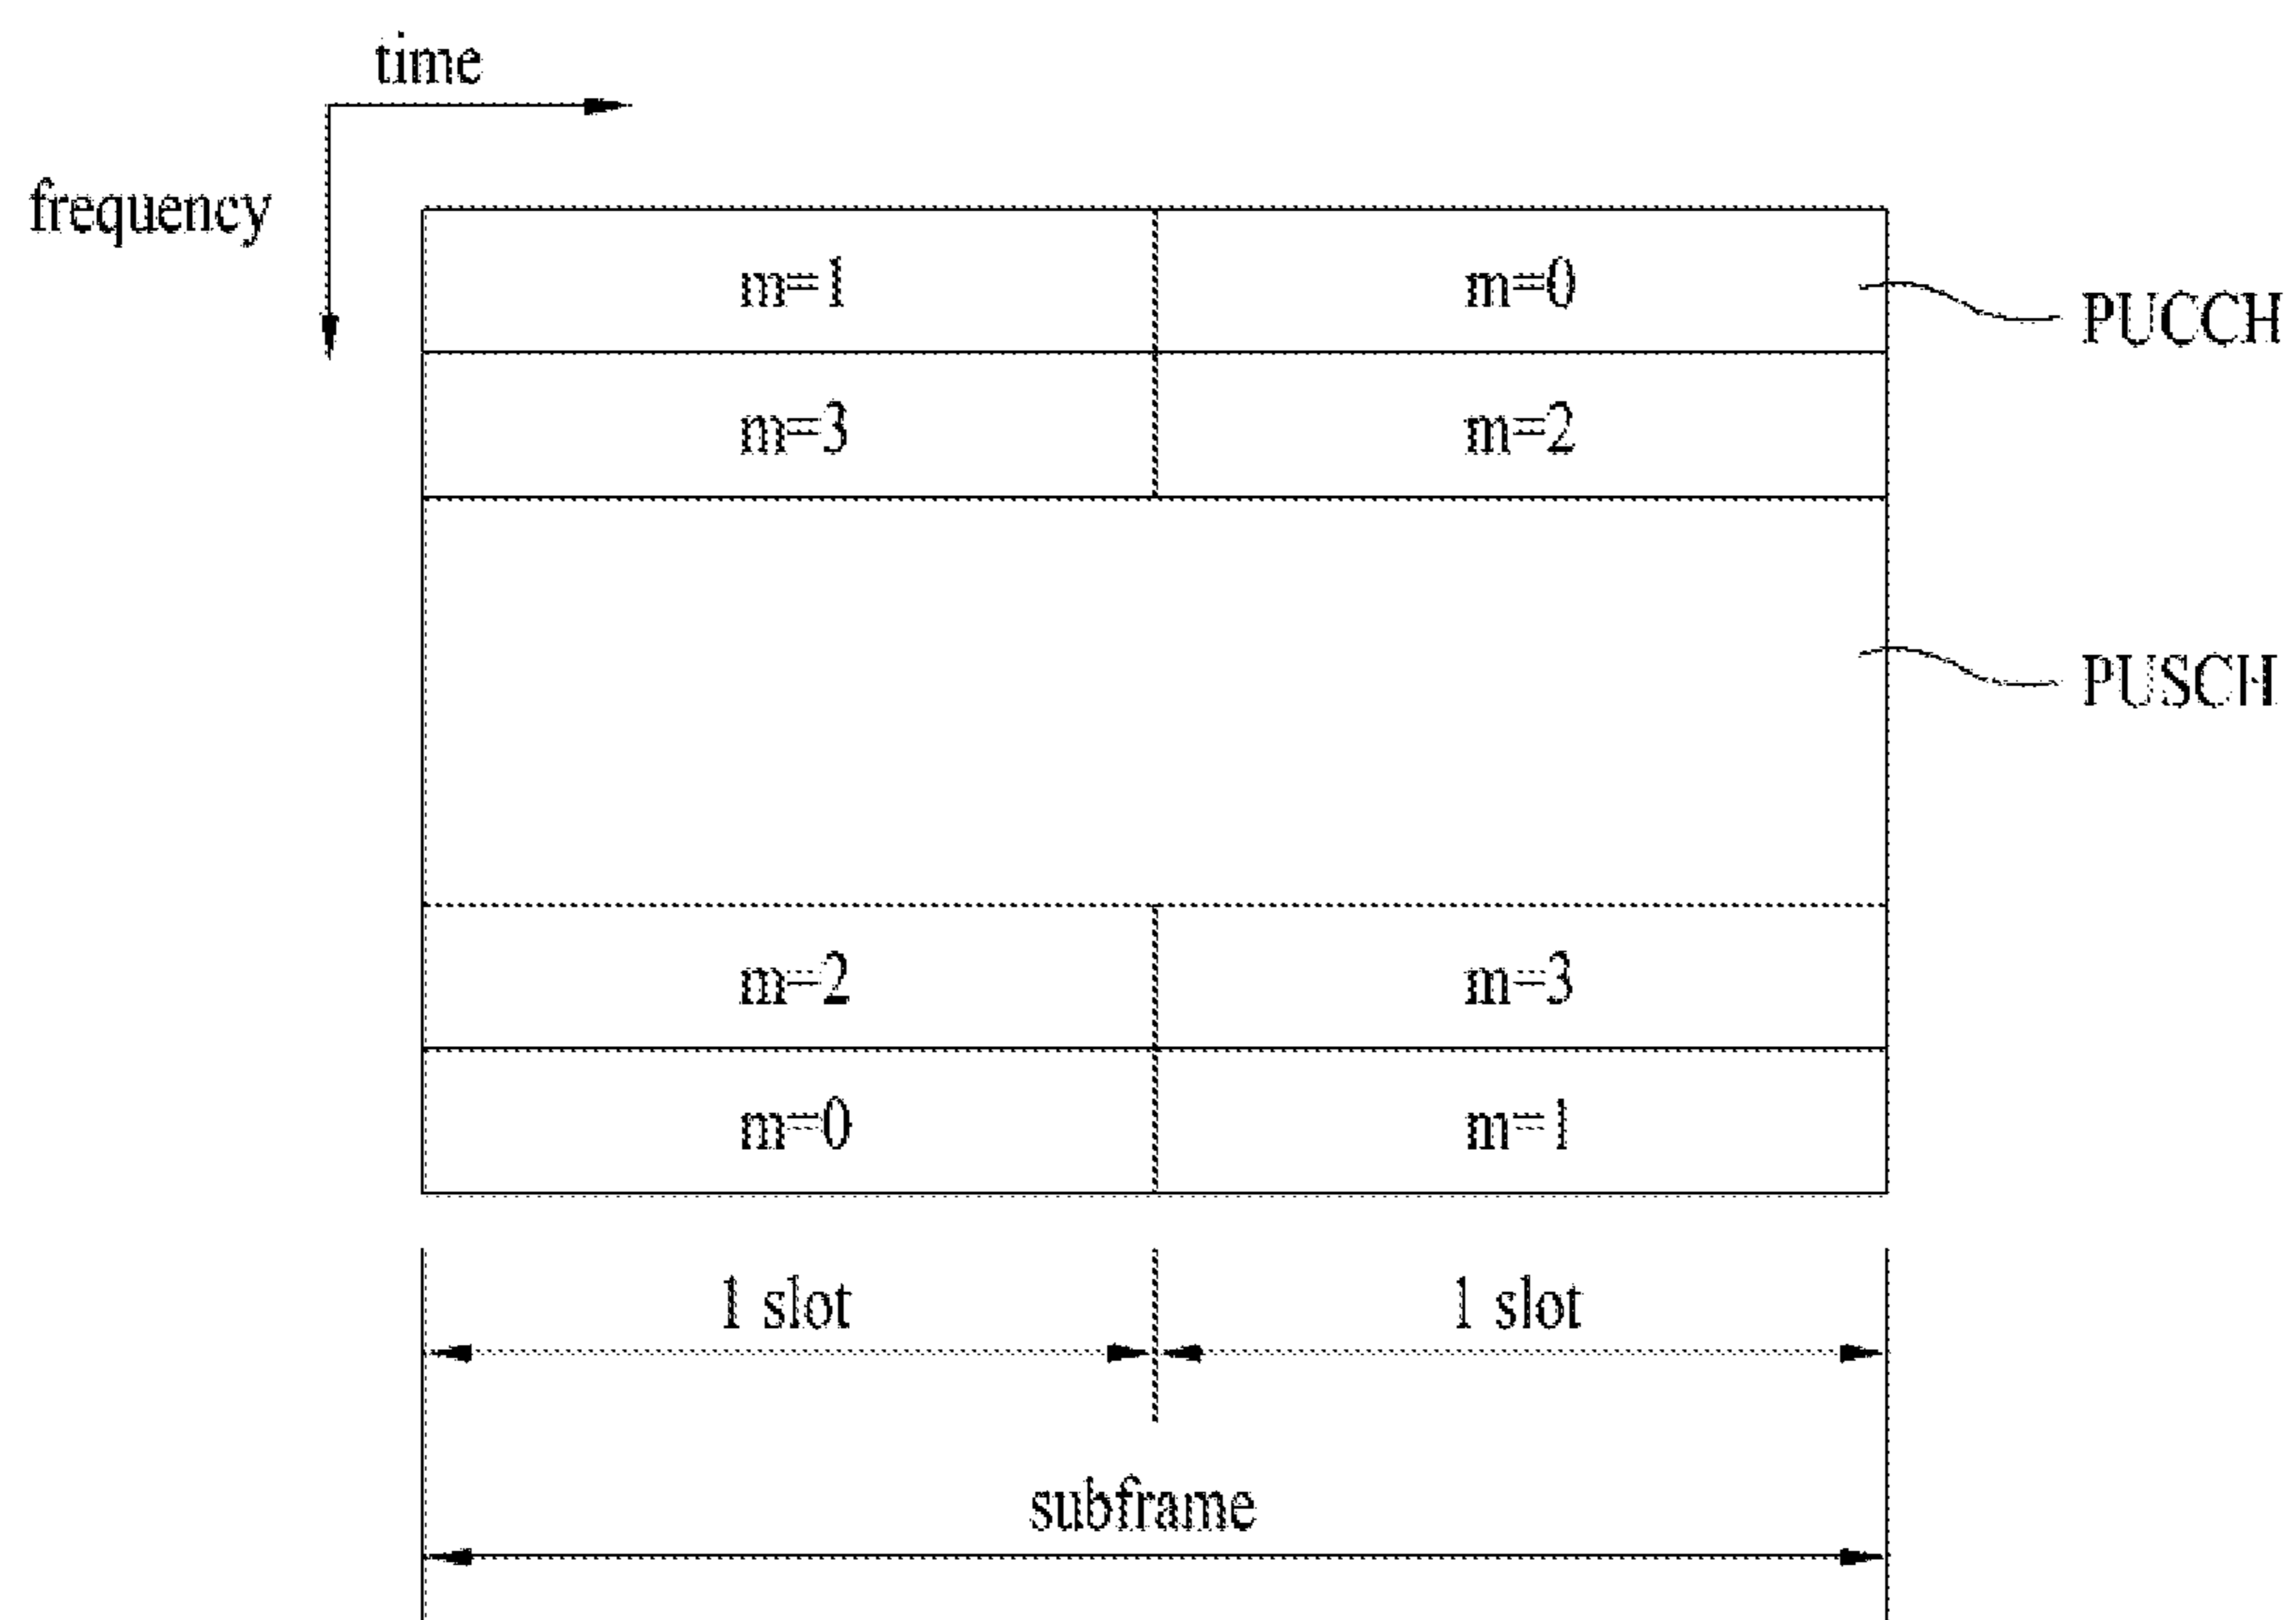 time
frequency
m=1 m=0
PUCCH
m=3 m=2
PUSCH
m=2 m=3
m=0 m=1
1 slot 1 slot
subframe